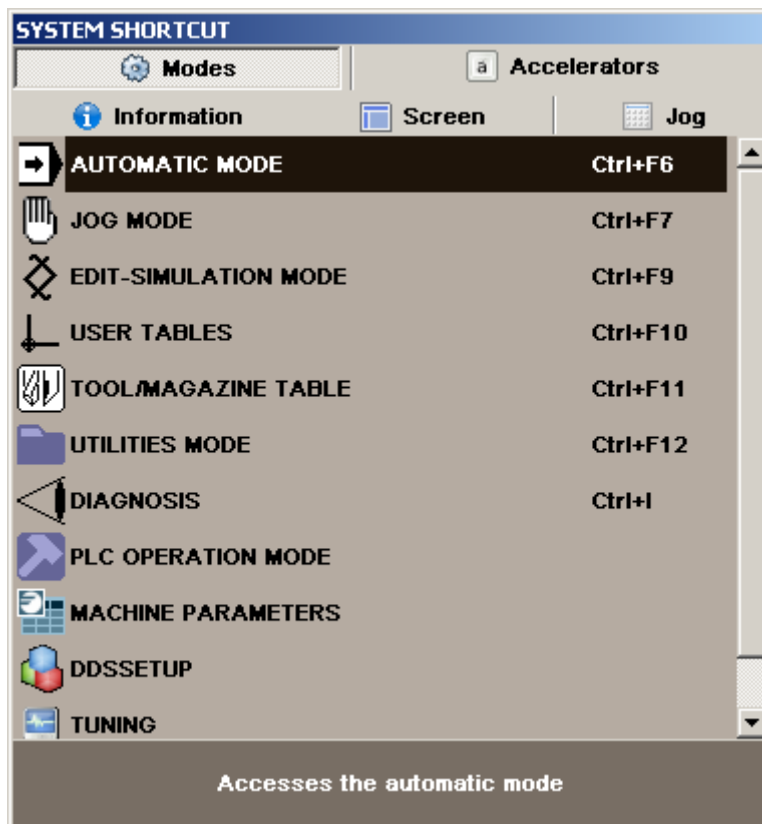 SYSTEM SHORTCUT
Modes a Accelerators
i Information Screen Jog
AUTOMATIC MODE Ctrl+F6
JOG MODE Ctrl+F7
EDIT-SIMULATION MODE Ctrl+F9
USER TABLES Ctrl+F10
TOOL/MAGAZINE TABLE Ctrl+F11
UTILITIES MODE Ctrl+F12
DIAGNOSIS Ctrl+I
PLC OPERATION MODE
MACHINE PARAMETERS
DDSSETUP
TUNING
Accesses the automatic mode